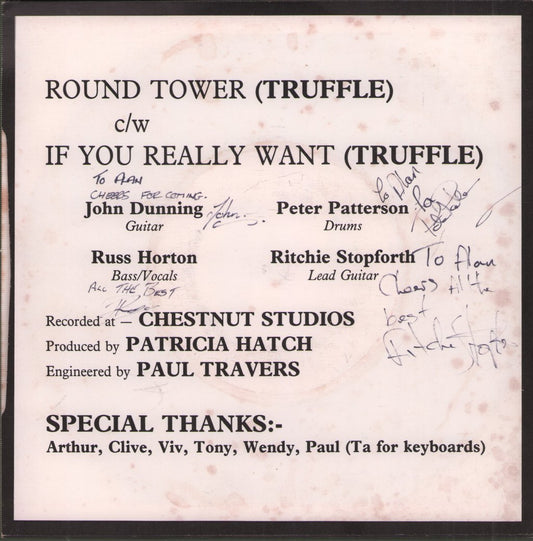 ROUND TOWER (TRUFFLE)
c/w
IF YOU REALLY WANT (TRUFFLE)
TO ALAN
CHEERS FOR COMING.
John Dunning
John.
Guitar
Peter Patterson
Drums
To Alan
Russ Horton
Bass/Vocals
ALL THE BEST
Russ
Ritchie Stopforth
Lead Guitar
To Alan
Cheers all the
best
Ritchie Stopforth
Recorded at – CHESTNUT STUDIOS
Produced by PATRICIA HATCH
Engineered by PAUL TRAVERS
SPECIAL THANKS:-
Arthur, Clive, Viv, Tony, Wendy, Paul (Ta for keyboards)